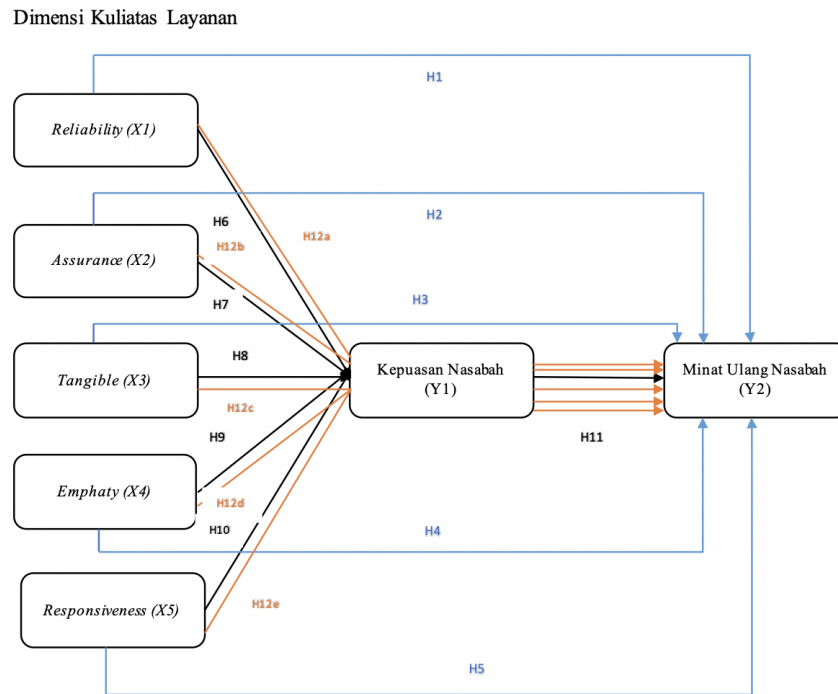 Dimensi Kuliatas Layanan
H1
Reliability (X1)
H6
H12a
H2
H12b
Assurance (X2)
H7
H3
H8
Tangible (X3)
Kepuasan Nasabah
(Y1)
Minat Ulang Nasabah
(Y2)
H12c
H9
H11
Emphaty (X4)
H12d
H10
H4
Responsiveness (X5)
H12e
H5